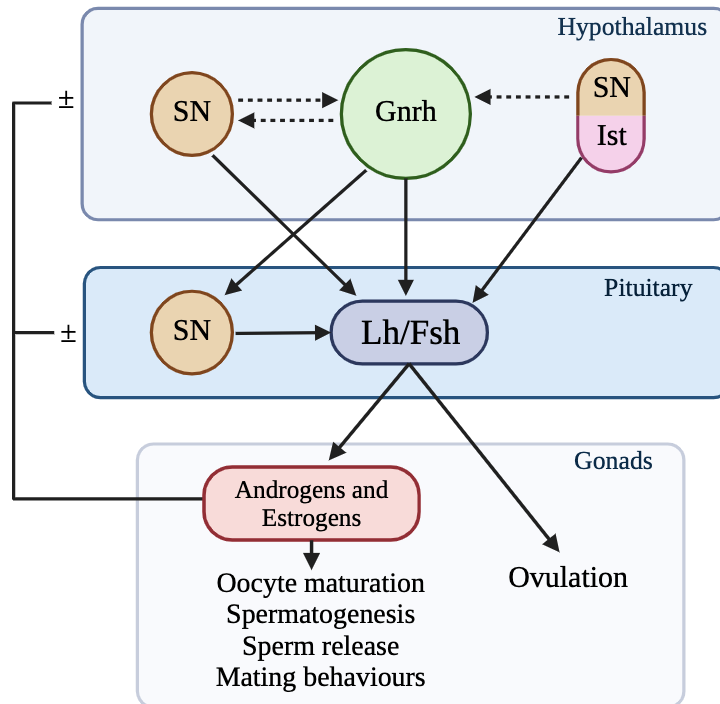 Hypothalamus
SN
Gnrh
SN
Ist
±
Pituitary
SN
Lh/Fsh
±
Gonads
Androgens and
Estrogens
Oocyte maturation
Spermatogenesis
Sperm release
Mating behaviours
Ovulation